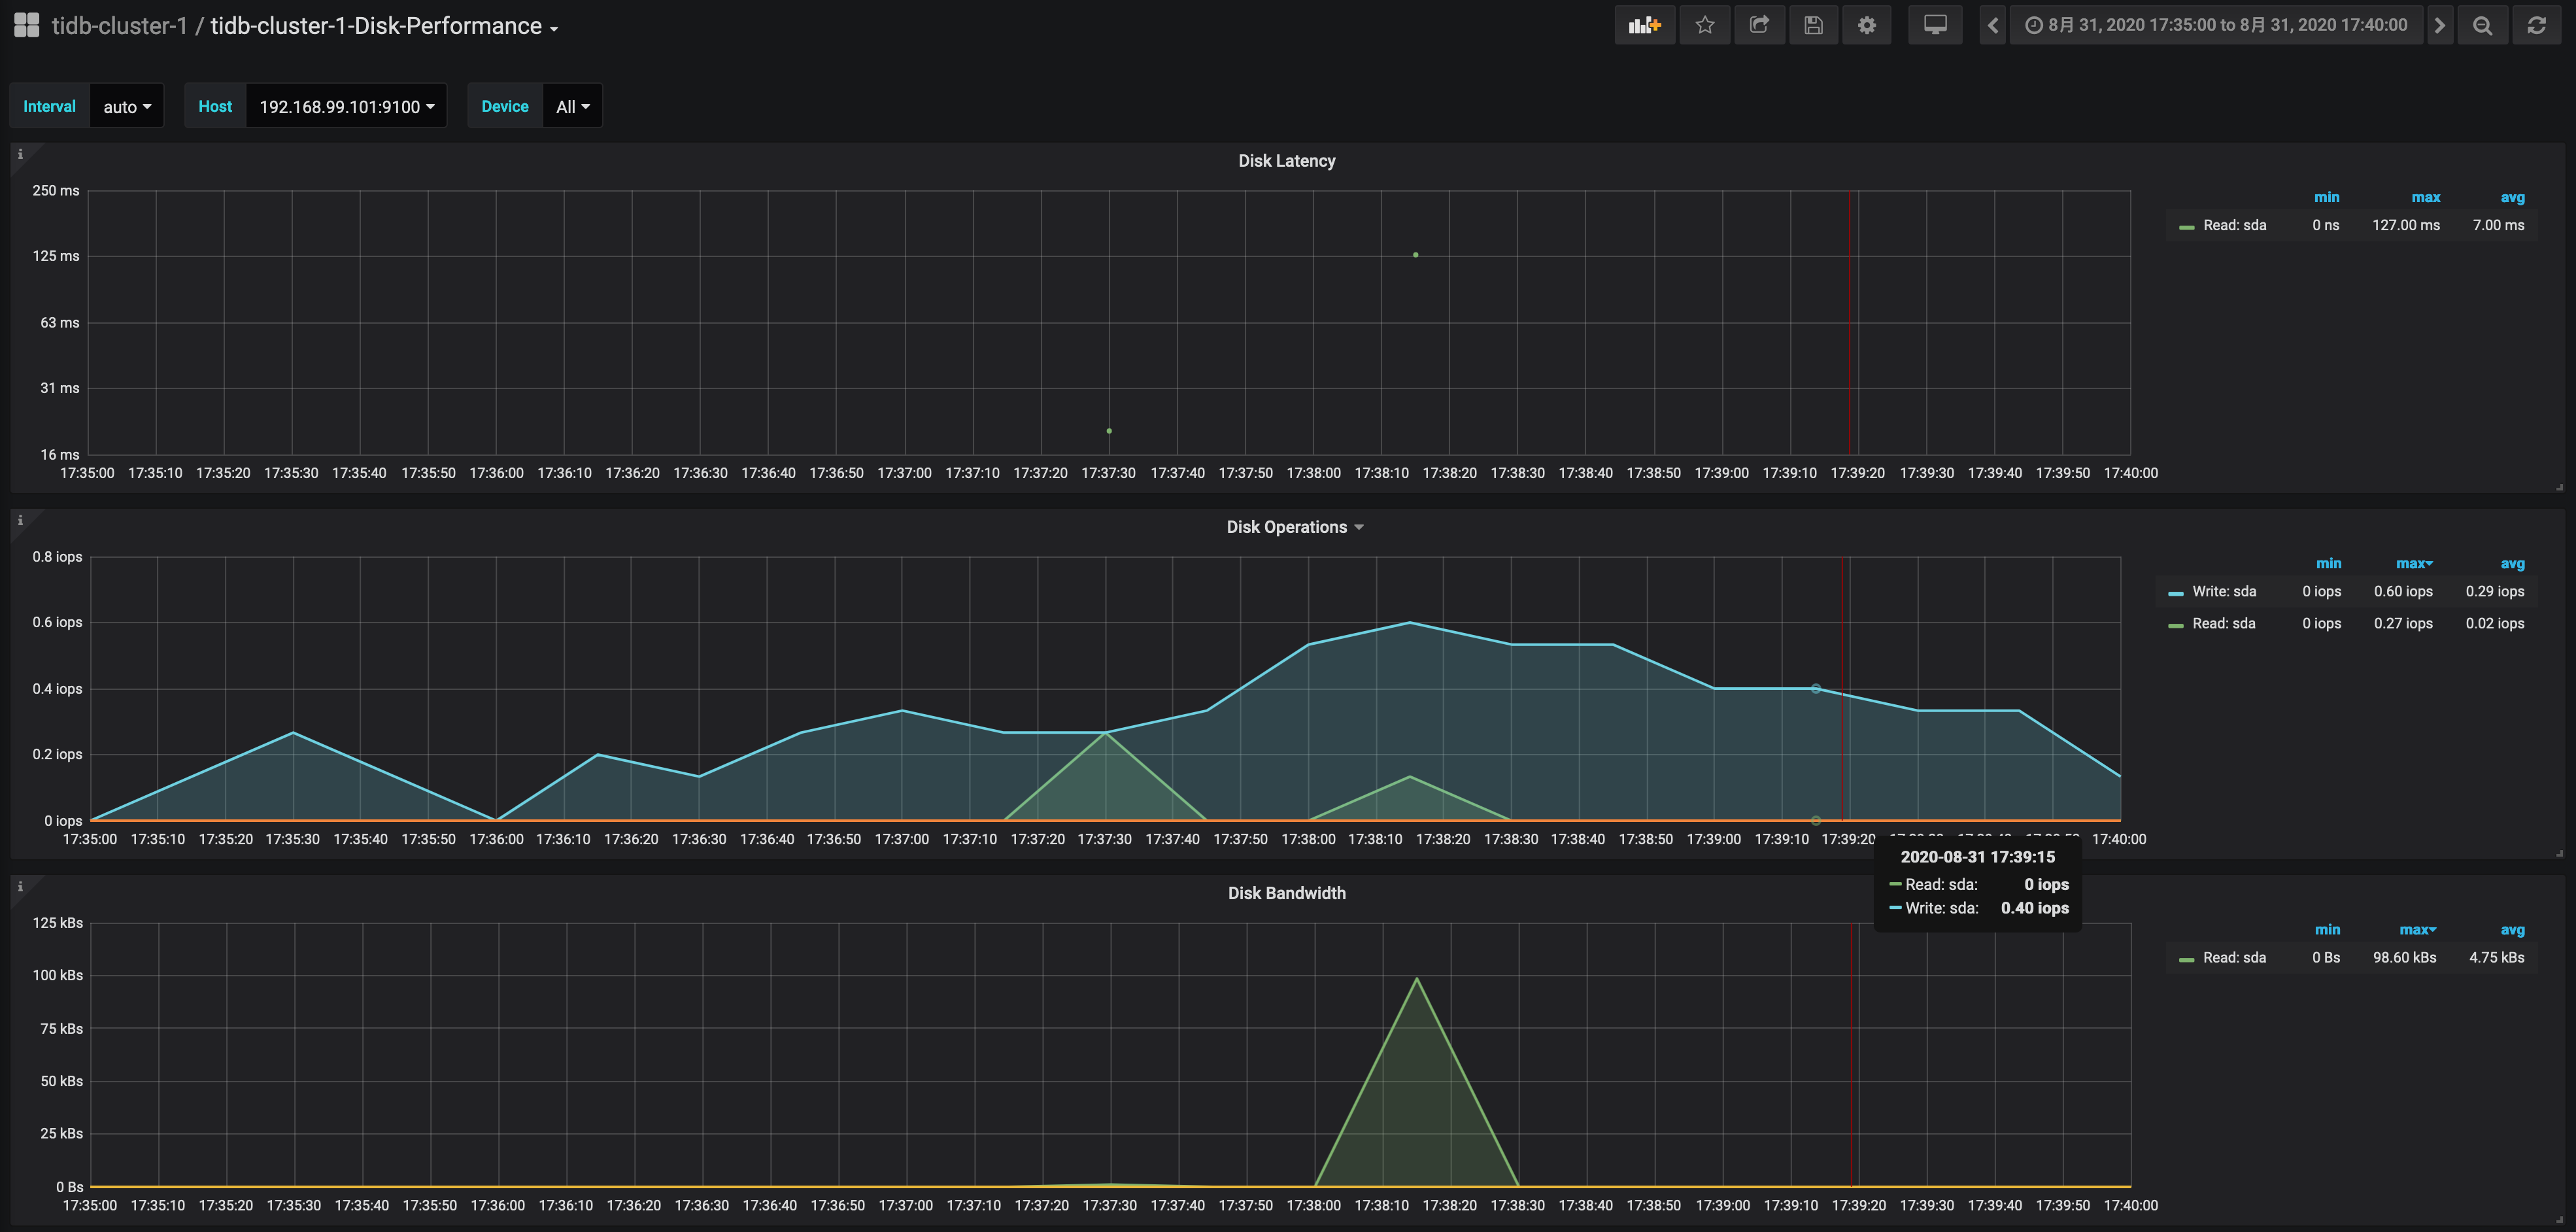 tidb-cluster-1 / tidb-cluster-1-Disk-Performance
8月 31, 2020 17:35:00 to 8月 31, 2020 17:40:00
Interval auto Host 192.168.99.101:9100 Device All
Disk Latency
250 ms
125 ms
63 ms
31 ms
16 ms
17:35:00 17:35:10 17:35:20 17:35:30 17:35:40 17:35:50 17:36:00 17:36:10 17:36:20 17:36:30 17:36:40 17:36:50 17:37:00 17:37:10 17:37:20 17:37:30 17:37:40 17:37:50 17:38:00 17:38:10 17:38:20 17:38:30 17:38:40 17:38:50 17:39:00 17:39:10 17:39:20 17:39:30 17:39:40 17:39:50 17:40:00
min max avg
Read: sda 0 ns 127.00 ms 7.00 ms
Disk Operations
0.8 iops
0.6 iops
0.4 iops
0.2 iops
0 iops
17:35:00 17:35:10 17:35:20 17:35:30 17:35:40 17:35:50 17:36:00 17:36:10 17:36:20 17:36:30 17:36:40 17:36:50 17:37:00 17:37:10 17:37:20 17:37:30 17:37:40 17:37:50 17:38:00 17:38:10 17:38:20 17:38:30 17:38:40 17:38:50 17:39:00 17:39:10 17:39:20 17:40:00
min max avg
Write: sda 0 iops 0.60 iops 0.29 iops
Read: sda 0 iops 0.27 iops 0.02 iops
2020-08-31 17:39:15
Read: sda: 0 iops
Write: sda: 0.40 iops
Disk Bandwidth
125 kBs
100 kBs
75 kBs
50 kBs
25 kBs
0 Bs
17:35:00 17:35:10 17:35:20 17:35:30 17:35:40 17:35:50 17:36:00 17:36:10 17:36:20 17:36:30 17:36:40 17:36:50 17:37:00 17:37:10 17:37:20 17:37:30 17:37:40 17:37:50 17:38:00 17:38:10 17:38:20 17:38:30 17:38:40 17:38:50 17:39:00 17:39:10 17:39:20 17:39:30 17:39:40 17:39:50 17:40:00
min max avg
Read: sda 0 Bs 98.60 kBs 4.75 kBs